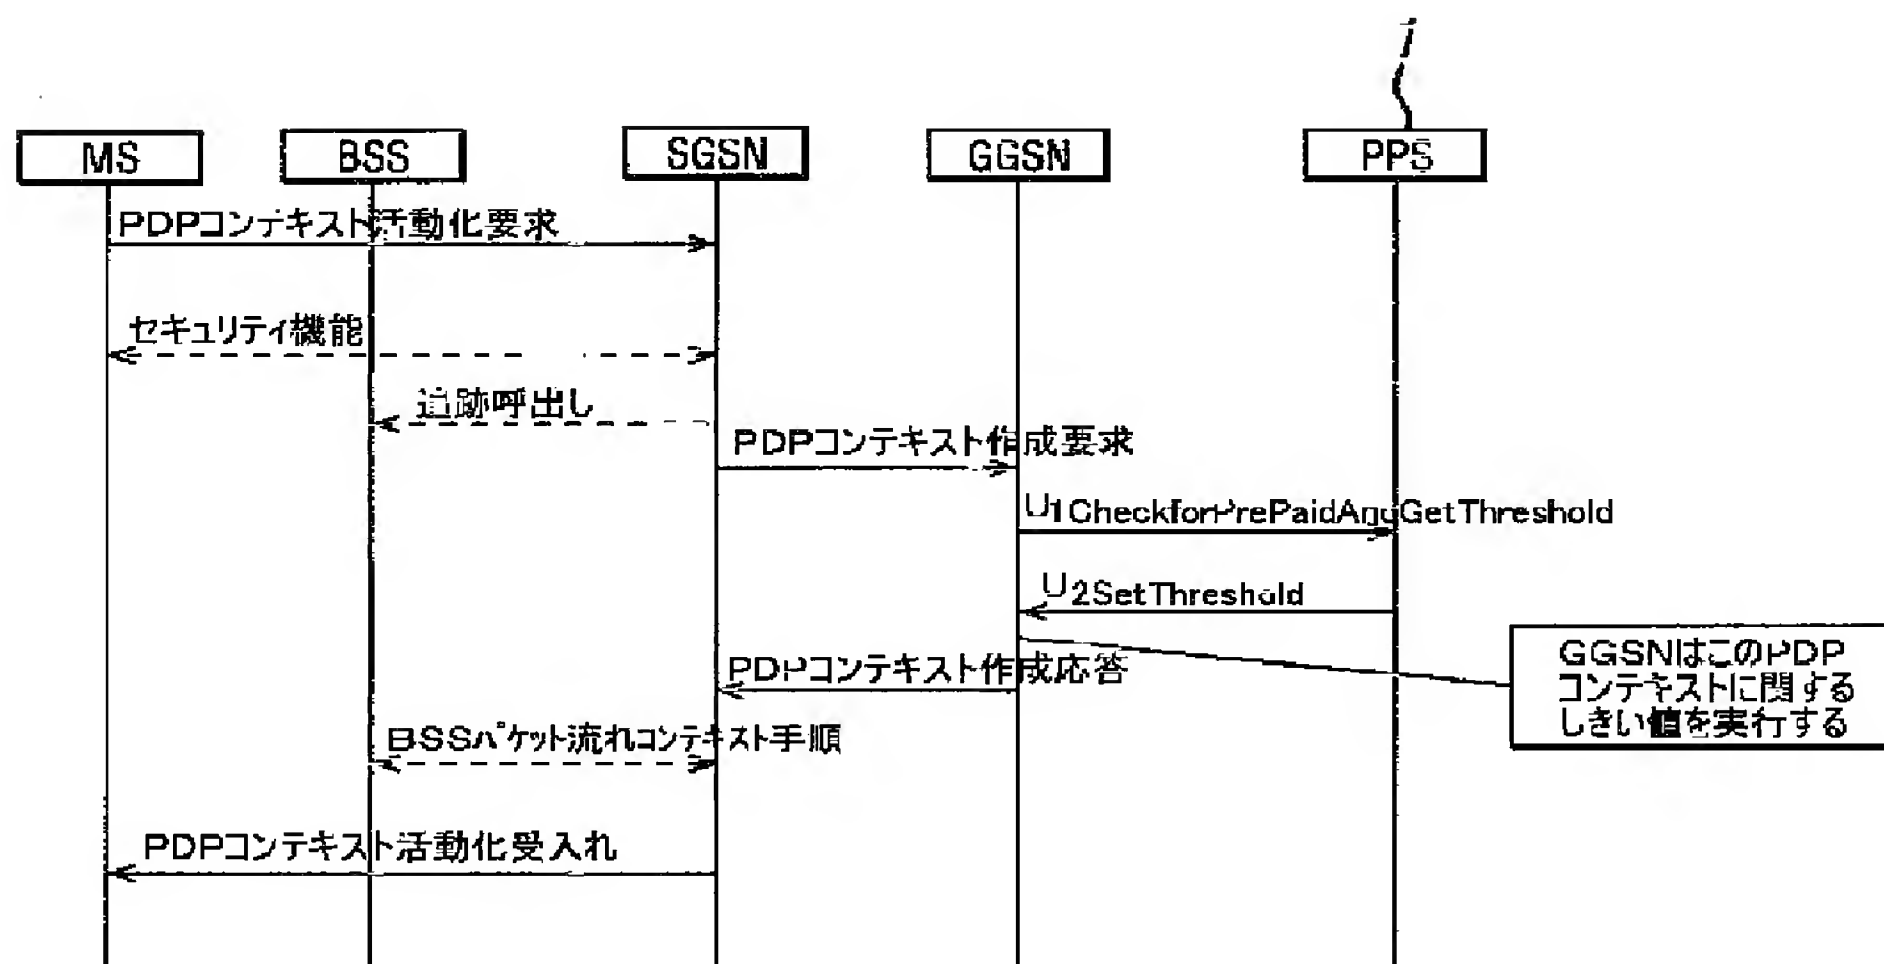 MS
BSS
SGSN
GGSN
PPS
PDPコンテキスト活動化要求
セキュリティ機能
追跡呼出し
PDPコンテキスト作成要求
U1CheckforPrePaidAndGetThreshold
U2SetThreshold
GGSNはこのPDP
コンテキストに関する
しきい値を実行する
PDPコンテキスト作成応答
BSSパケット流れコンテキスト手順
PDPコンテキスト活動化受入れ